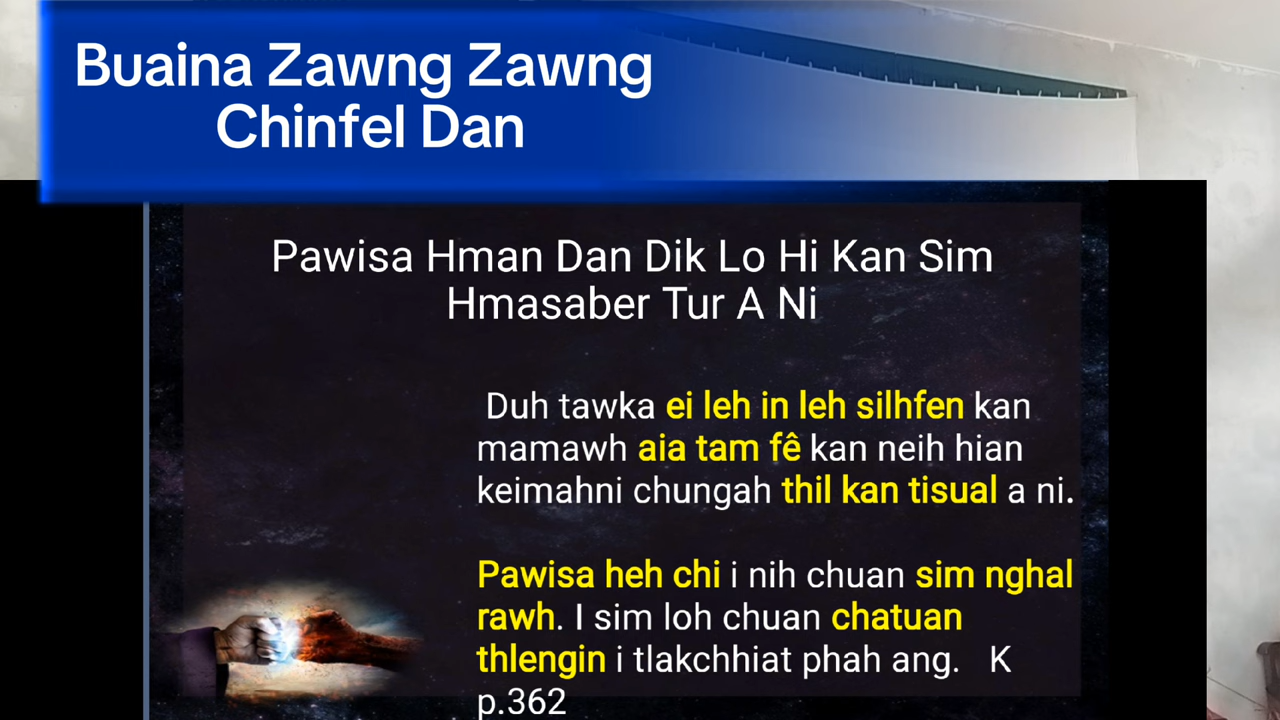 Buaina Zawng Zawng
Chinfel Dan
Pawisa Hman Dan Dik Lo Hi Kan Sim
Hmasaber Tur A Ni
Duh tawka ei leh in leh silhfen kan
mamawh aia tam fê kan neih hian
keimahni chungah thil kan tisual a ni.
Pawisa heh chi i nih chuan sim nghal
rawh. I sim loh chuan chatuan
thlengin i tlakchhiat phah ang. K
p.362